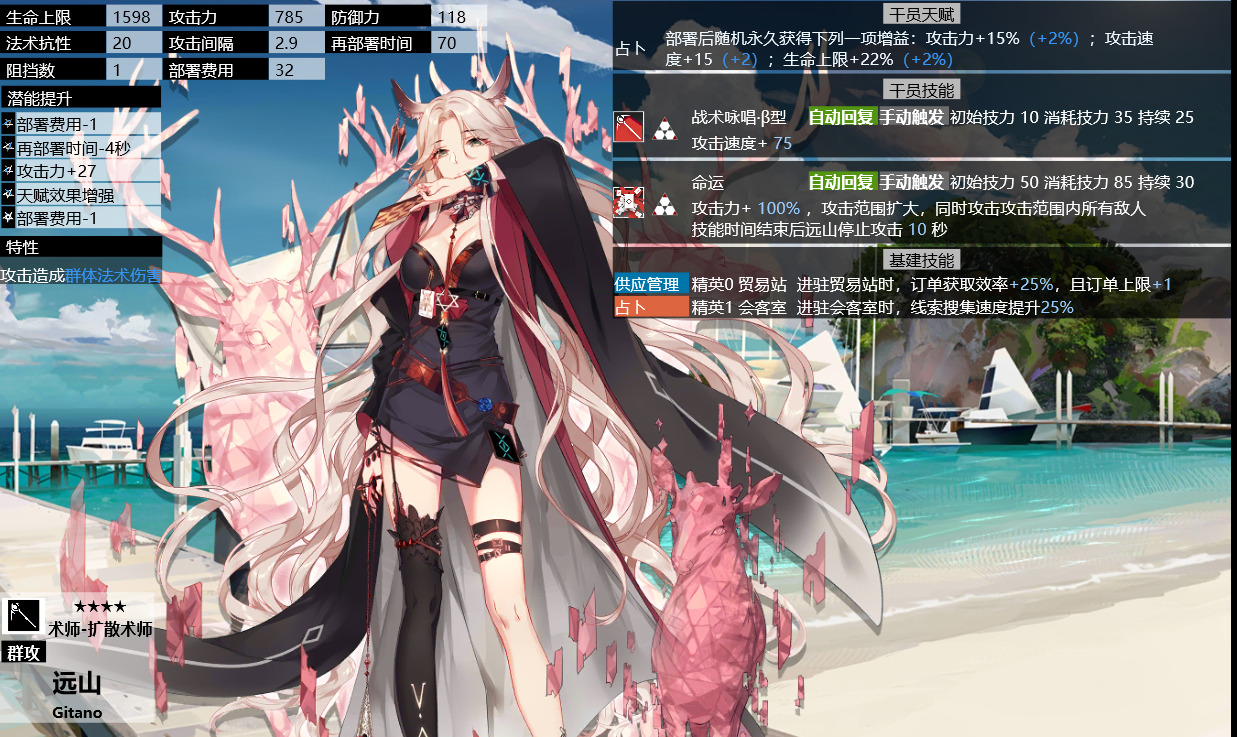 生命上限 1598 攻击力 785 防御力 118
法术抗性 20 攻击间隔 2.9 再部署时间 70
阻挡数 1 部署费用 32
潜能提升
部署费用-1
再部署时间-4秒
攻击力+27
天赋效果增强
部署费用-1
特性
攻击造成群体法术伤害
★★★★
术师-扩散术师
群攻
远山
Gitano
干员天赋
占卜
部署后随机永久获得下列一项增益：攻击力+15%（+2%）；攻击速
度+15（+2）；生命上限+22%（+2%）
干员技能
战术咏唱·β型 自动回复 手动触发 初始技力 10 消耗技力 35 持续 25
攻击速度+ 75
命运 自动回复 手动触发 初始技力 50 消耗技力 85 持续 30
攻击力+ 100% ，攻击范围扩大，同时攻击攻击范围内所有敌人
技能时间结束后远山停止攻击 10 秒
基建技能
供应管理 精英0 贸易站 进驻贸易站时，订单获取效率+25%，且订单上限+1
占卜 精英1 会客室 进驻会客室时，线索搜集速度提升25%